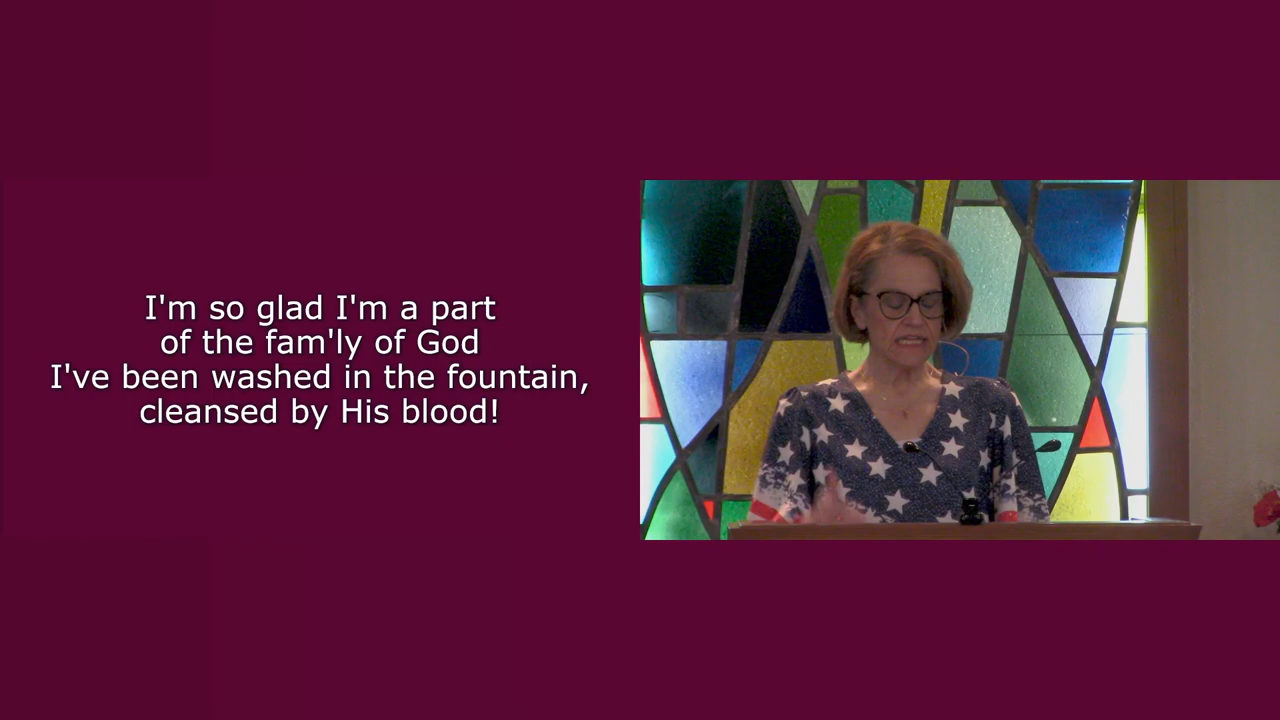 I'm so glad I'm a part
of the fam'ly of God
I've been washed in the fountain,
cleansed by His blood!